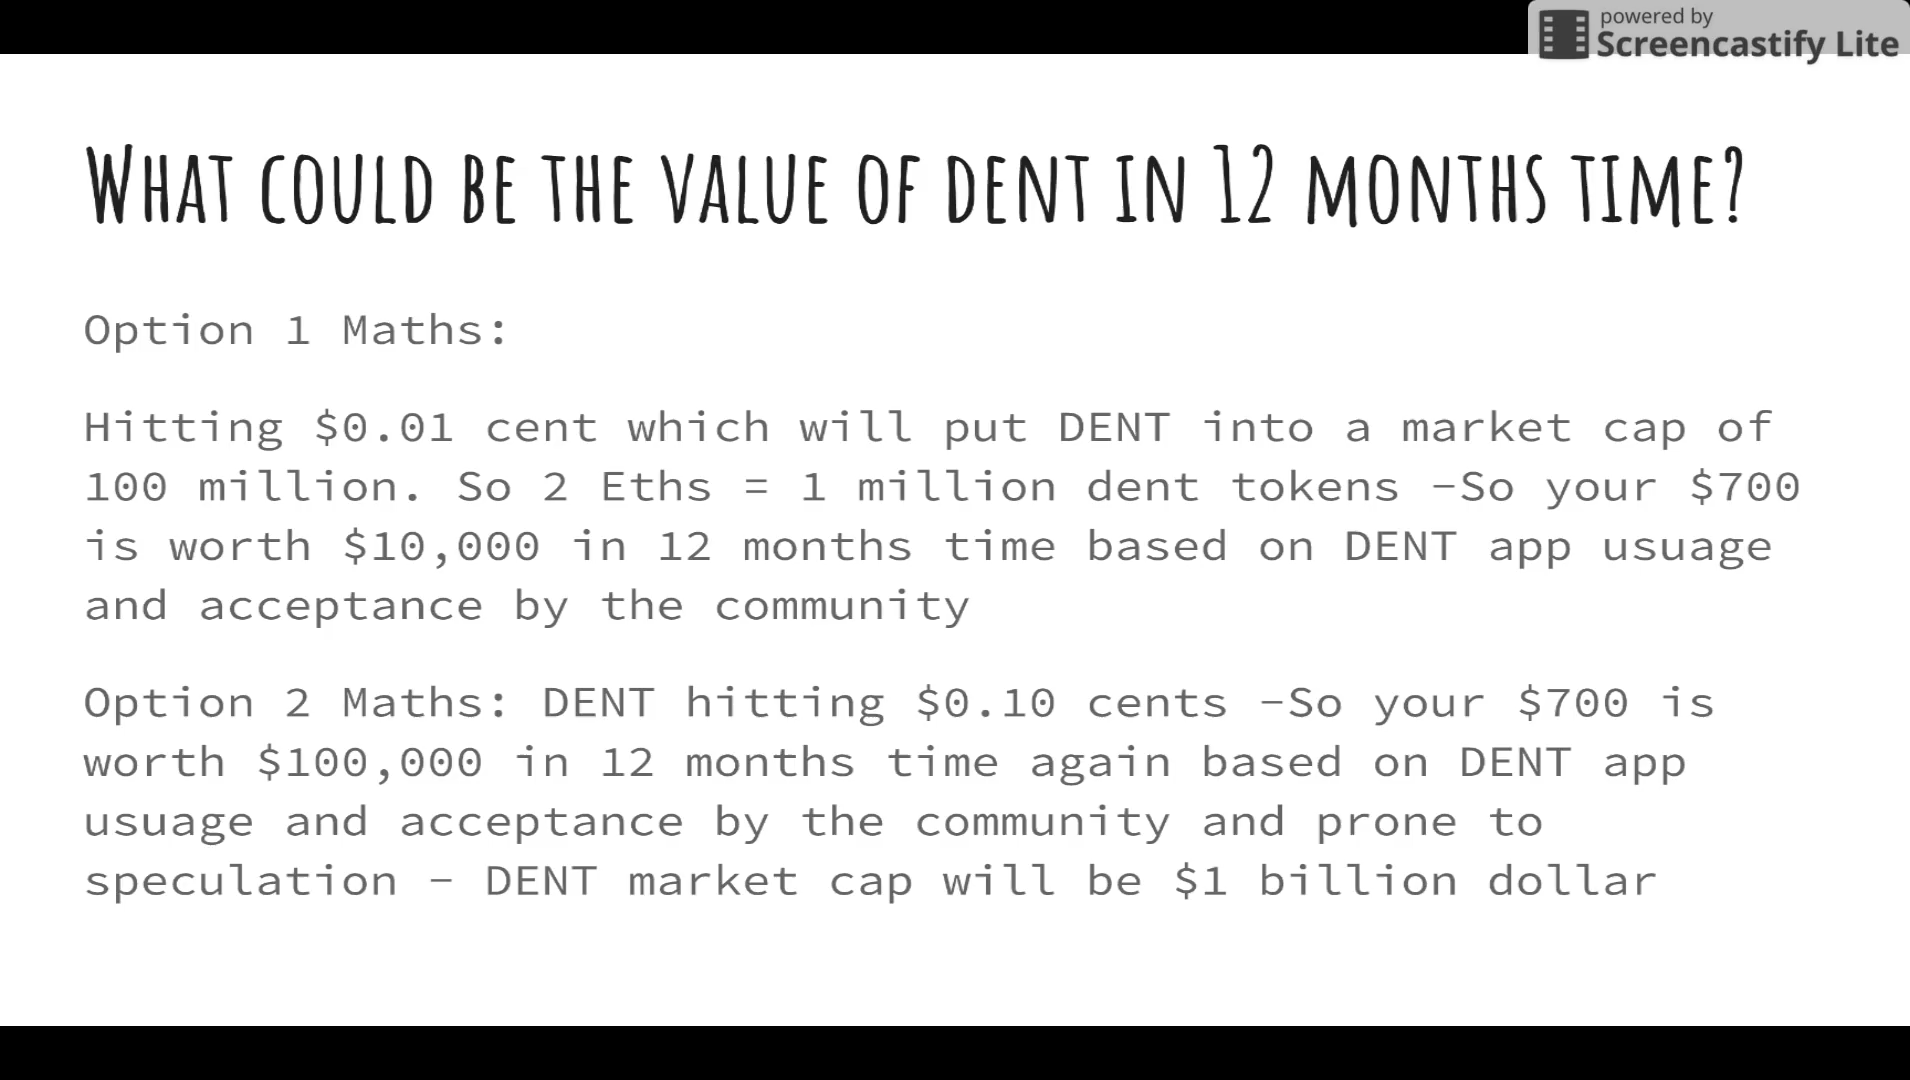 powered by
Screencastify Lite
WHAT COULD BE THE VALUE OF DENT IN 12 MONTHS TIME?
Option 1 Maths:
Hitting $0.01 cent which will put DENT into a market cap of
100 million. So 2 Eths = 1 million dent tokens -So your $700
is worth $10,000 in 12 months time based on DENT app usuage
and acceptance by the community
Option 2 Maths: DENT hitting $0.10 cents -So your $700 is
worth $100,000 in 12 months time again based on DENT app
usuage and acceptance by the community and prone to
speculation - DENT market cap will be $1 billion dollar